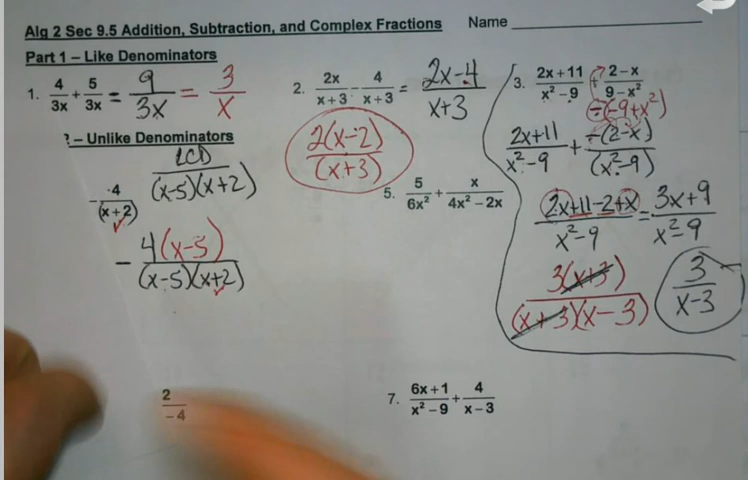 Alg 2 Sec 9.5 Addition, Subtraction, and Complex Fractions Name
Part 1 – Like Denominators
1. 4/3x + 5/3x = 9/3x = 3/x
2. 2x/x+3 - 4/x+3 = 2x-4/x+3
2(x-2)/(x+3)
3. 2x+11/x²-9 + 2-x/9-x²
÷(-9+x²)
2x+11/x²-9 + -(2-x)/(x²-9)
2x+11-2+x/x²-9 = 3x+9/x²-9
3(x+3)/(x+3)(x-3)
3/x-3
– Unlike Denominators
LCD
(x-5)(x+2)
- 4/(x+2)
- 4(x-5)/(x-5)(x+2)
5. 5/6x² + x/4x²-2x
2/-4
7. 6x+1/x²-9 + 4/x-3